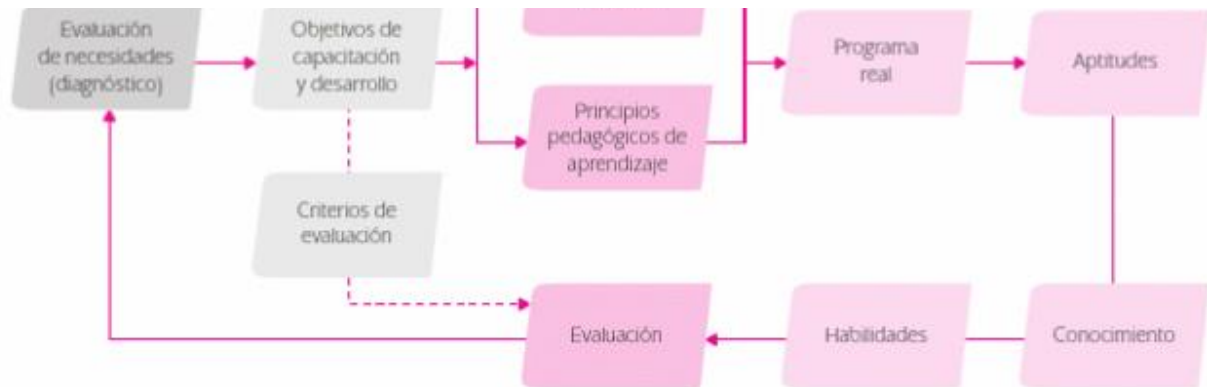 Evaluación
de necesidades
(diagnóstico)
Objetivos de
capacitación
y desarrollo
Programa
real
Aptitudes
Principios
pedagógicos de
aprendizaje
Criterios de
evaluación
Evaluación
Habilidades
Conocimiento